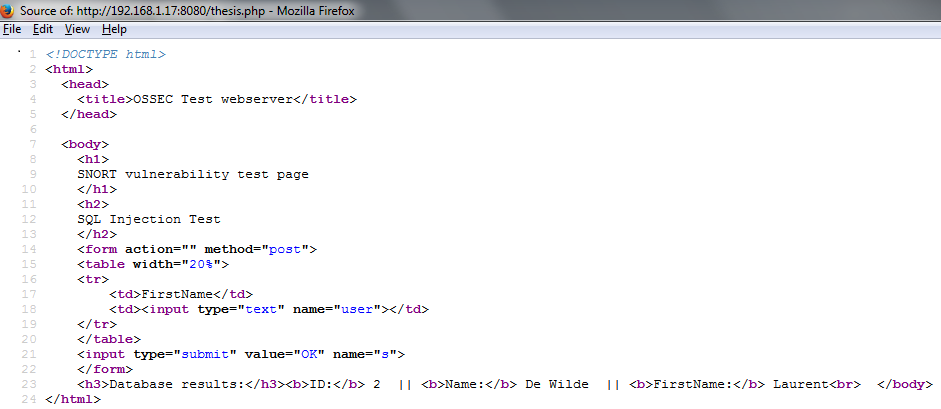 Source of: http://192.168.1.17:8080/thesis.php - Mozilla Firefox
File Edit View Help
1 <!DOCTYPE html>
2 <html>
3 <head>
4 <title>OSSEC Test webserver</title>
5 </head>
6
7 <body>
8 <h1>
9 SNORT vulnerability test page
10 </h1>
11 <h2>
12 SQL Injection Test
13 </h2>
14 <form action="" method="post">
15 <table width="20%">
16 <tr>
17 <td>FirstName</td>
18 <td><input type="text" name="user"></td>
19 </tr>
20 </table>
21 <input type="submit" value="OK" name="s">
22 </form>
23 <h3>Database results:</h3><b>ID:</b> 2 || <b>Name:</b> De Wilde || <b>FirstName:</b> Laurent<br> </body>
24 </html>